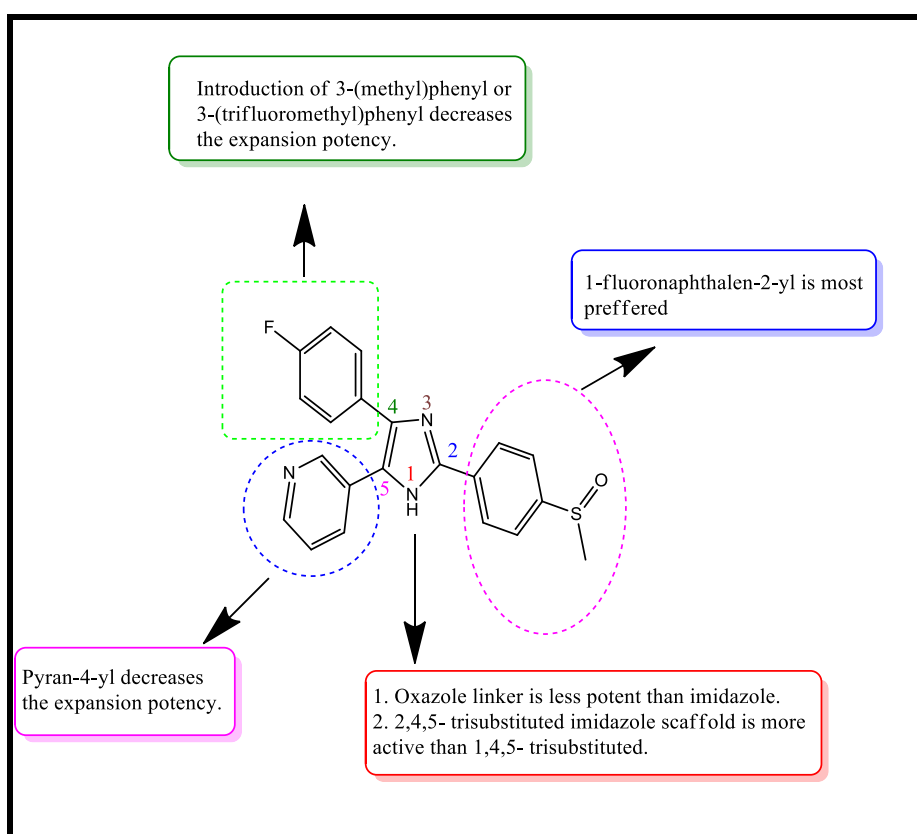 Introduction of 3-(methyl)phenyl or
3-(trifluoromethyl)phenyl decreases
the expansion potency.
1-fluoronaphthalen-2-yl is most
preffered
F
4
3
N
2
1
5
N
N
H
O
S
Pyran-4-yl decreases
the expansion potency.
1. Oxazole linker is less potent than imidazole.
2. 2,4,5- trisubstituted imidazole scaffold is more
active than 1,4,5- trisubstituted.